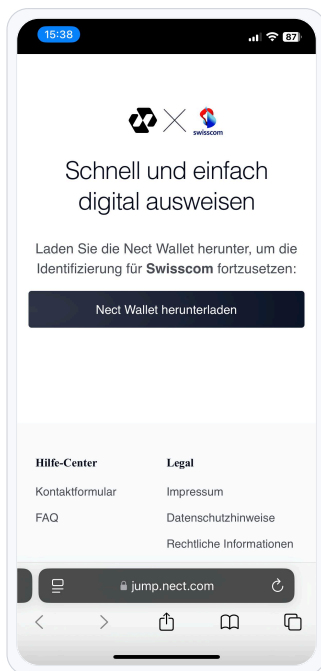 15:38
87
swisscom
Schnell und einfach
digital ausweisen
Laden Sie die Nect Wallet herunter, um die
Identifizierung für Swisscom fortzusetzen:
Nect Wallet herunterladen
Hilfe-Center
Legal
Kontaktformular
Impressum
FAQ
Datenschutzhinweise
Rechtliche Informationen
jump.nect.com